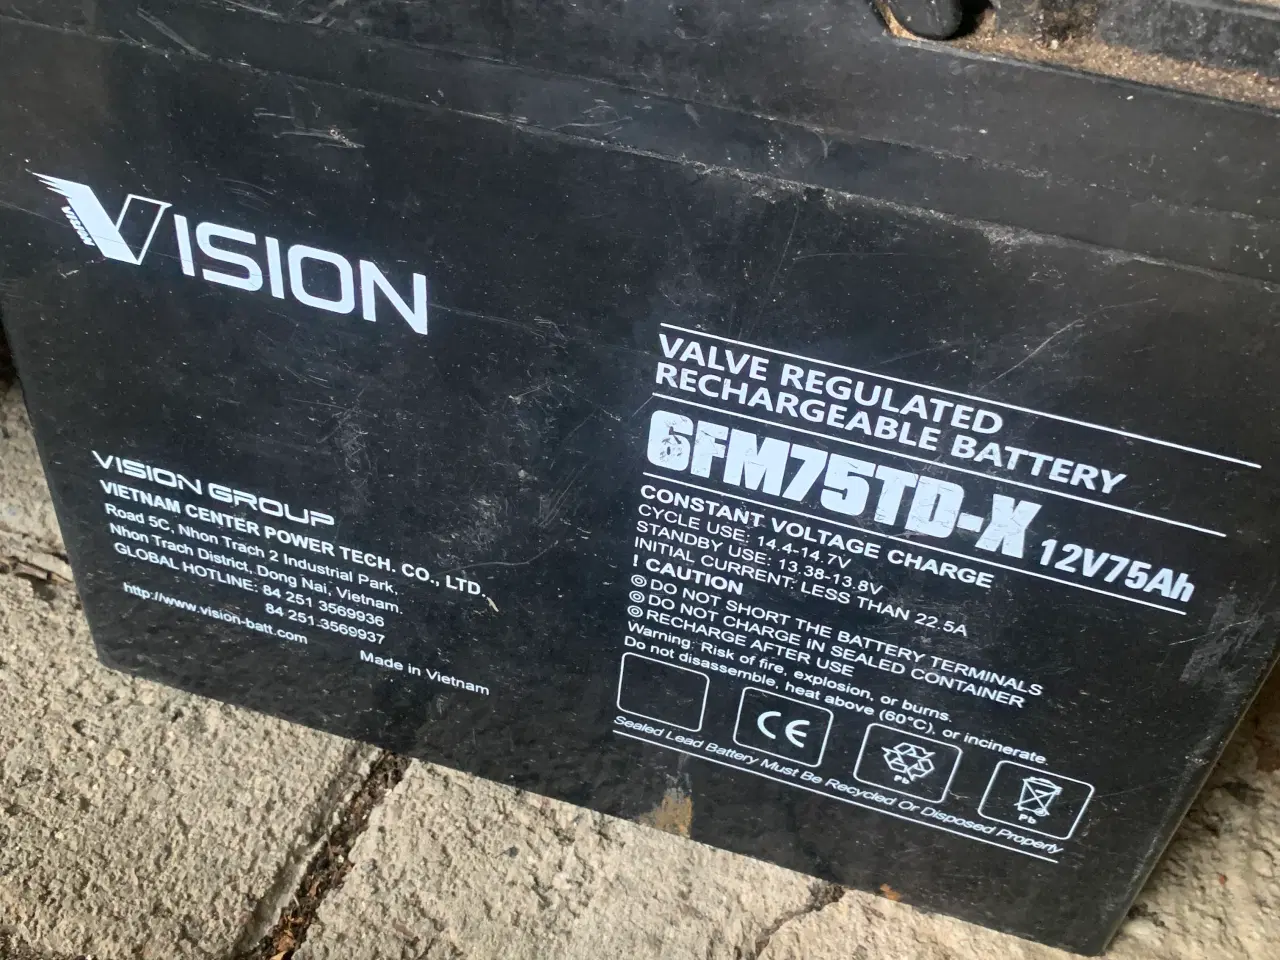 VISION
VISION
VISION GROUP
VIETNAM CENTER POWER TECH. CO., LTD.
Road 5C, Nhon Trach 2 Industrial Park,
Nhon Trach District, Dong Nai, Vietnam.
GLOBAL HOTLINE: 84 251 3569936
84 251.3569937
http://www.vision-batt.com
Made in Vietnam
VALVE REGULATED
RECHARGEABLE BATTERY
6FM75TD-X 12V75Ah
CONSTANT VOLTAGE CHARGE
CYCLE USE: 14.4-14.7V
STANDBY USE: 13.38-13.8V
INITIAL CURRENT: LESS THAN 22.5A
! CAUTION
◎ DO NOT SHORT THE BATTERY TERMINALS
◎ DO NOT CHARGE IN SEALED CONTAINER
◎ RECHARGE AFTER USE
Warning: Risk of fire, explosion, or burns.
Do not disassemble, heat above (60°C), or incinerate.
CE
Pb
Pb
Sealed Lead Battery Must Be Recycled Or Disposed Property